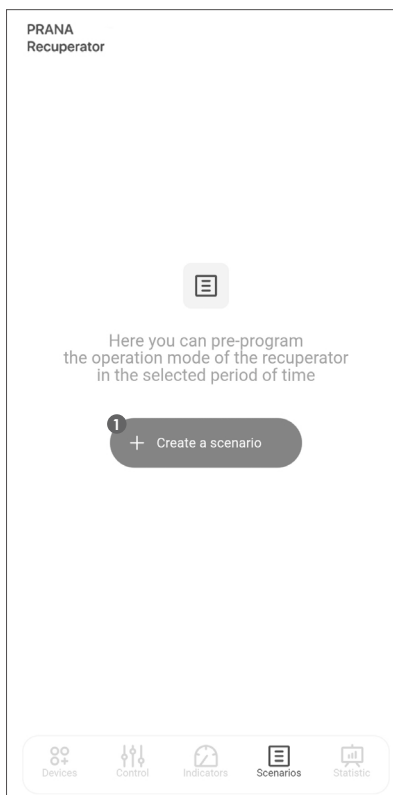 PRANA
Recuperator
Here you can pre-program
the operation mode of the recuperator
in the selected period of time
1
+ Create a scenario
Devices Control Indicators Scenarios Statistic